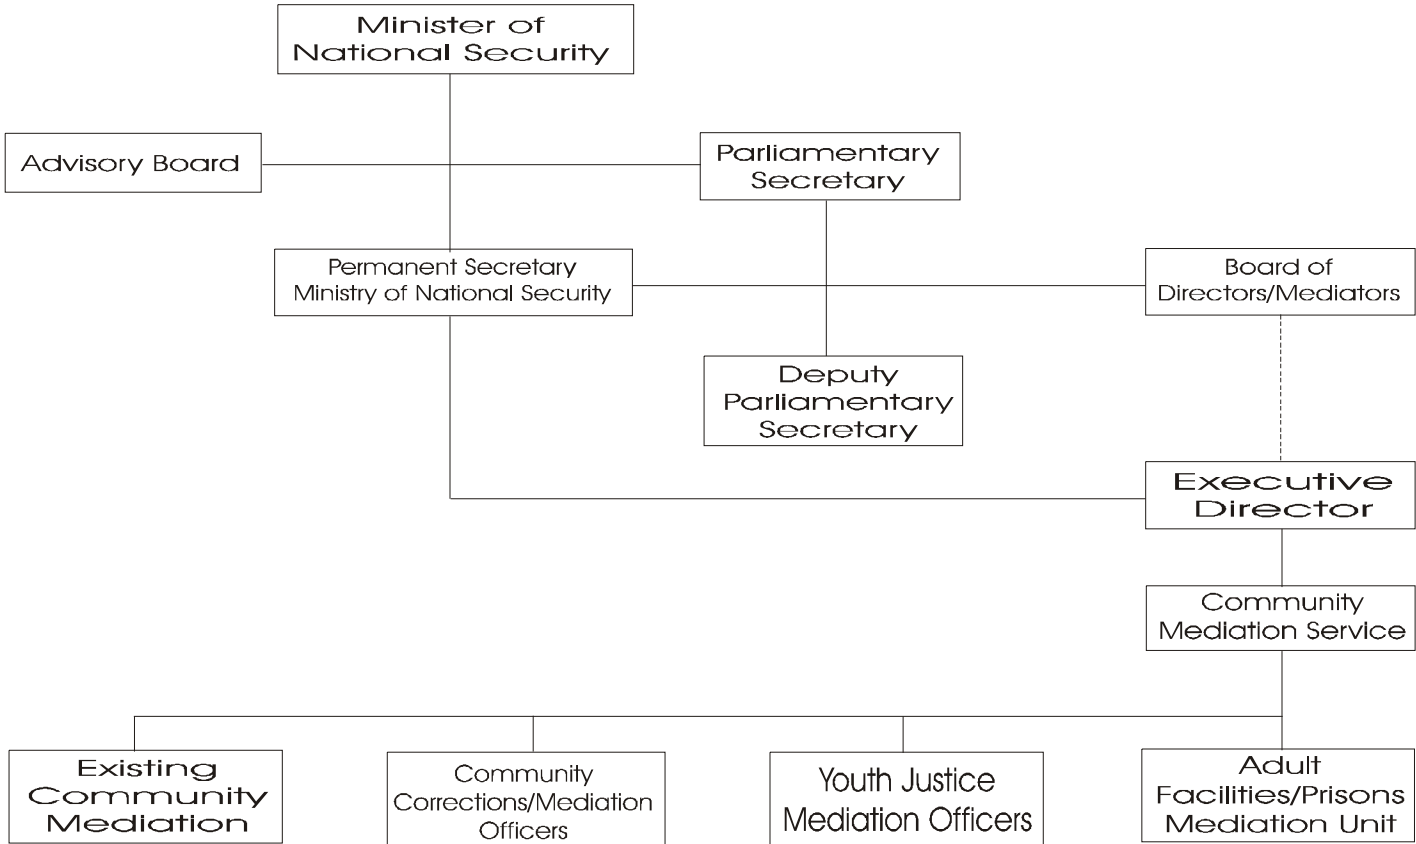 Minister of
National Security
Advisory Board
Parliamentary
Secretary
Permanent Secretary
Ministry of National Security
Board of
Directors/Mediators
Deputy
Parliamentary
Secretary
Executive
Director
Community
Mediation Service
Existing
Community
Mediation
Community
Corrections/Mediation
Officers
Youth Justice
Mediation Officers
Adult
Facilities/Prisons
Mediation Unit